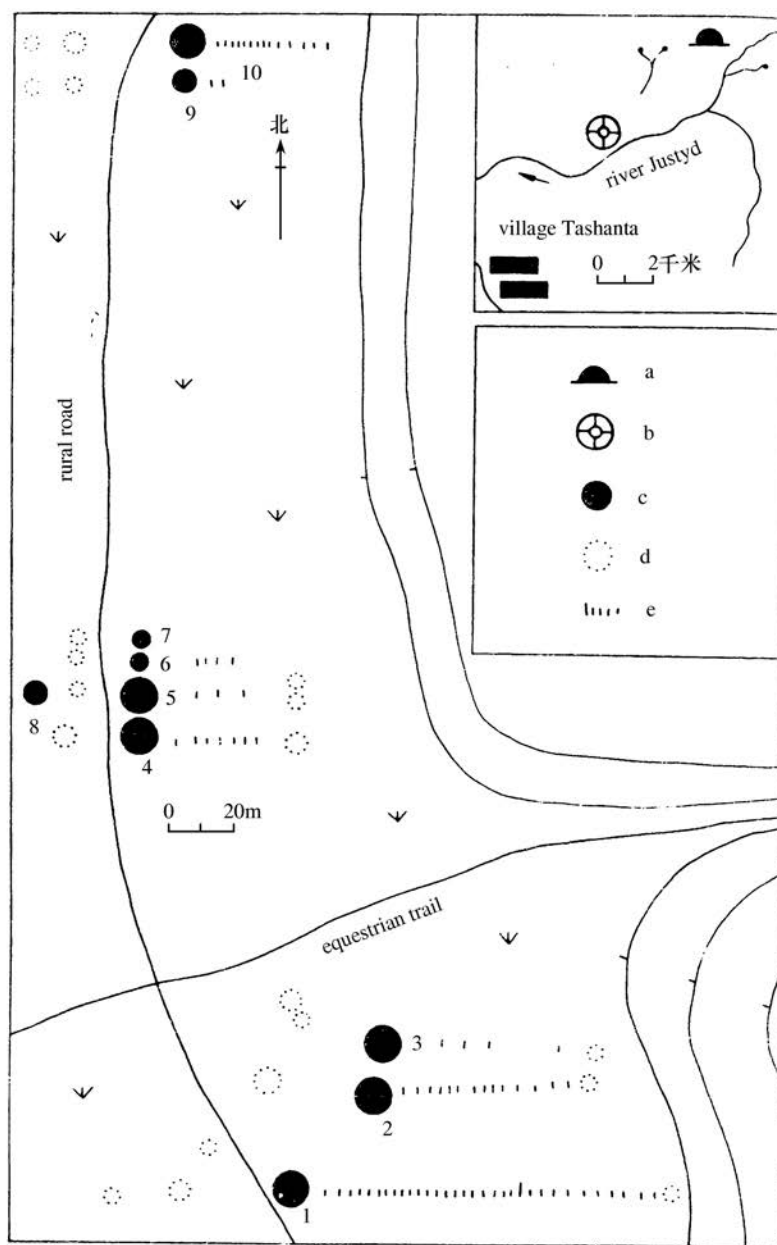 10
9
北
river Justyd
village Tashanta
0 2千米
a
b
c
d
e
rural road
7
6
5
8
4
0 20m
equestrian trail
3
2
1